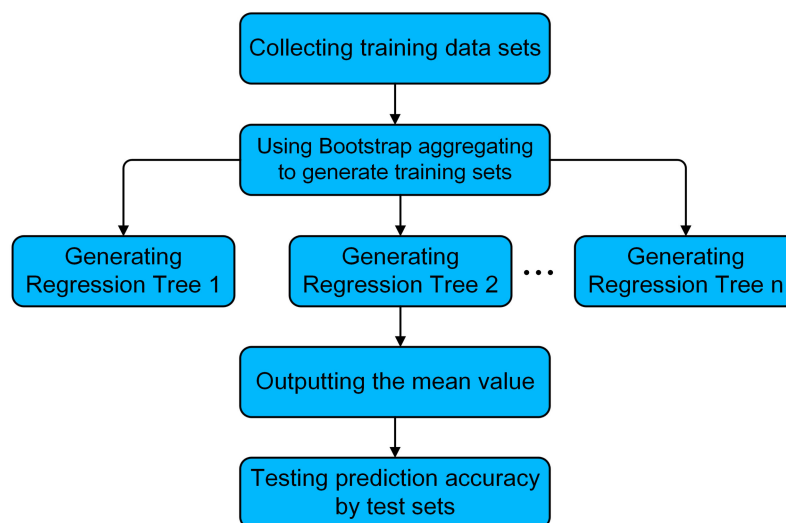 Collecting training data sets
Using Bootstrap aggregating
to generate training sets
Generating
Regression Tree 1
Generating
Regression Tree 2
...
Generating
Regression Tree n
Outputting the mean value
Testing prediction accuracy
by test sets